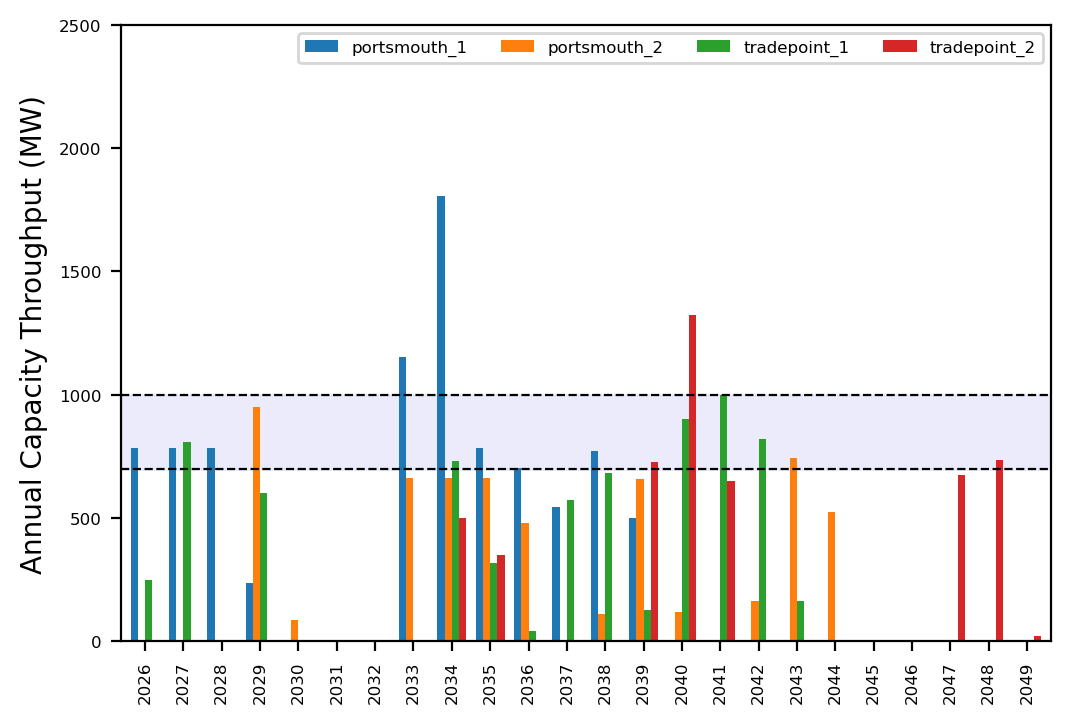 Annual Capacity Throughput (MW)
2500
2000
1500
1000
500
0
portsmouth_1 portsmouth_2 tradepoint_1 tradepoint_2
2026 2027 2028 2029 2030 2031 2032 2033 2034 2035 2036 2037 2038 2039 2040 2041 2042 2043 2044 2045 2046 2047 2048 2049